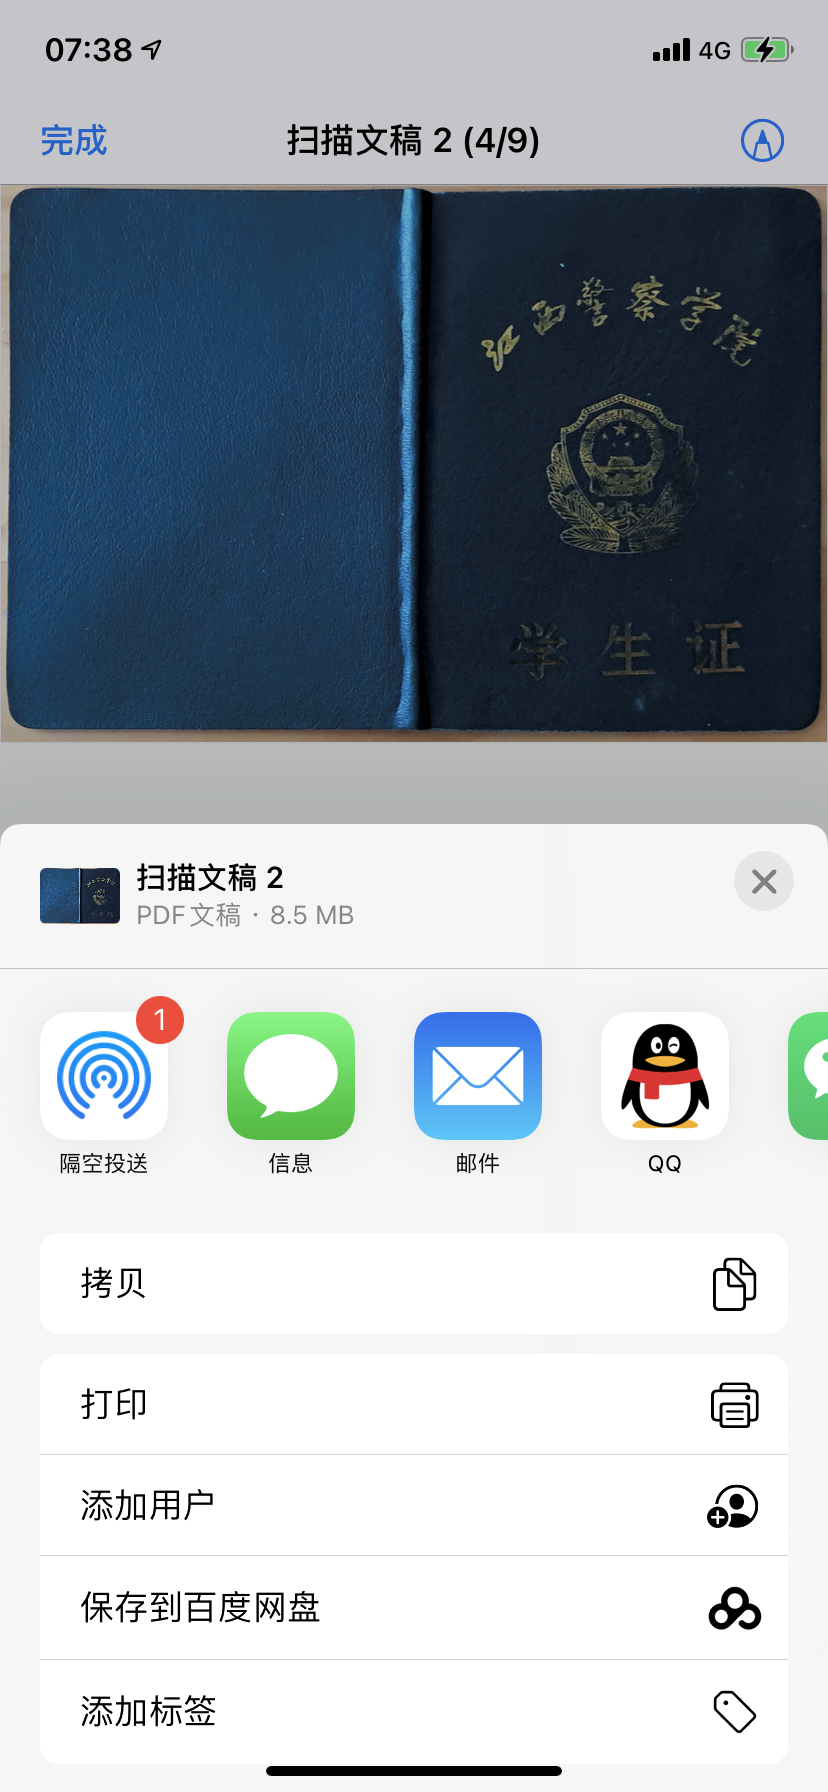 07:38
4G
完成
扫描文稿 2 (4/9)
江西警察学院
学生证
扫描文稿 2
PDF文稿 · 8.5 MB
1
隔空投送
信息
邮件
QQ
拷贝
打印
添加用户
保存到百度网盘
添加标签